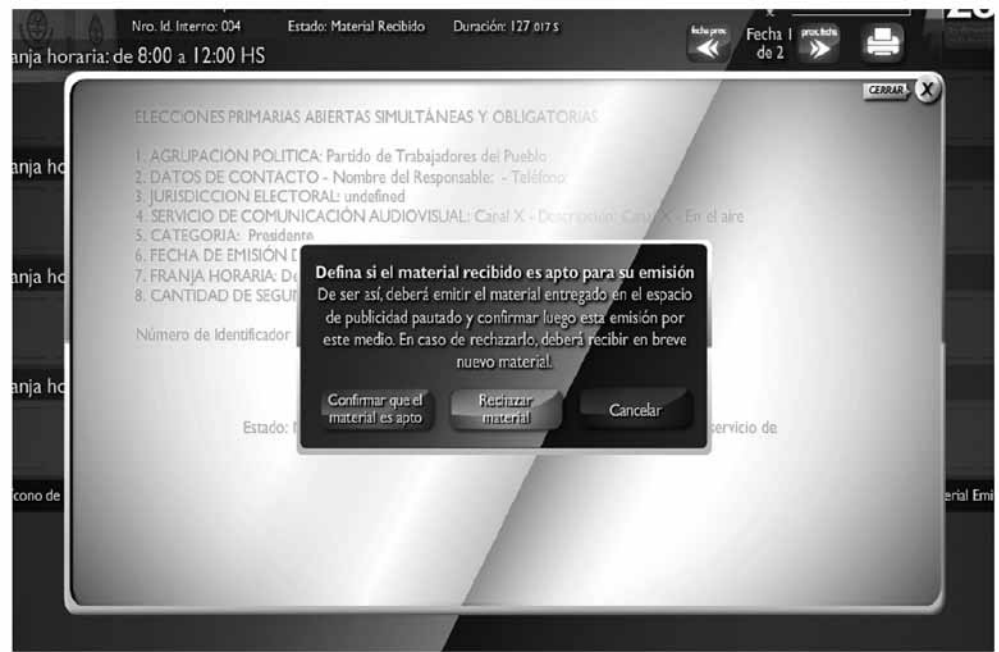 Nro. Id. Interno: 004 Estado: Material Recibido Duración: 127
anja horaria: de 8:00 a 12:00 HS
fecha prev.
Fecha 1 de 2
prox. fecha
CERRAR X
ELECCIONES PRIMARIAS ABIERTAS SIMULTÁNEAS Y OBLIGATORIAS
1. AGRUPACIÓN POLITICA: Partido de Trabajadores del Pueblo
2. DATOS DE CONTACTO - Nombre del Responsable: - Teléfono:
3. JURISDICCION ELECTORAL: undefined
4. SERVICIO DE COMUNICACIÓN AUDIOVISUAL: Canal X - Descripción: Canal X - En el aire
5. CATEGORIA: Presidente
6. FECHA DE EMISIÓN D
7. FRANJA HORARIA: De
8. CANTIDAD DE SEGUN
Número de Identificador
Defina si el material recibido es apto para su emisión
De ser así, deberá emitir el material entregado en el espacio
de publicidad pautado y confirmar luego esta emisión por
este medio. En caso de rechazarlo, deberá recibir en breve
nuevo material.
Confirmar que el
material es apto
Rechazar
material
Cancelar
Estado:
servicio de
anja ho
anja ho
anja ho
cono de
erial Emi